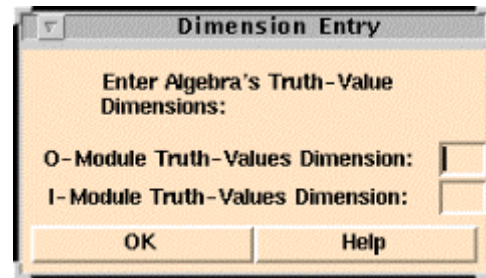 Dimension Entry
Enter Algebra's Truth-Value
Dimensions:
O-Module Truth-Values Dimension:
I-Module Truth-Values Dimension:
OK Help